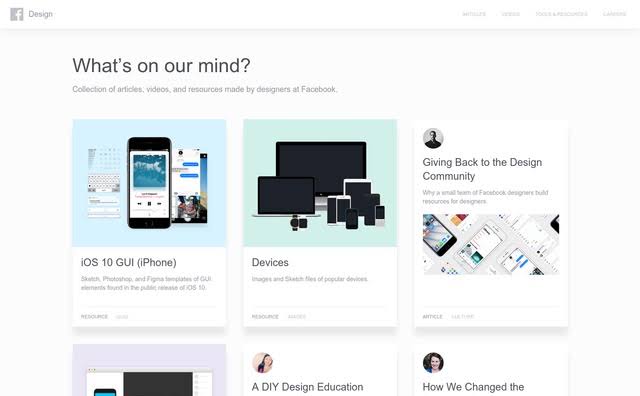 Design
ARTICLES VIDEOS TOOLS & RESOURCES CAREERS
What's on our mind?
Collection of articles, videos, and resources made by designers at Facebook.
iOS 10 GUI (iPhone)
Sketch, Photoshop, and Figma templates of GUI
elements found in the public release of iOS 10.
RESOURCE
Devices
Images and Sketch files of popular devices.
RESOURCE IMAGES
Giving Back to the Design
Community
Why a small team of Facebook designers build
resources for designers.
ARTICLE CULTURE
A DIY Design Education
How We Changed the